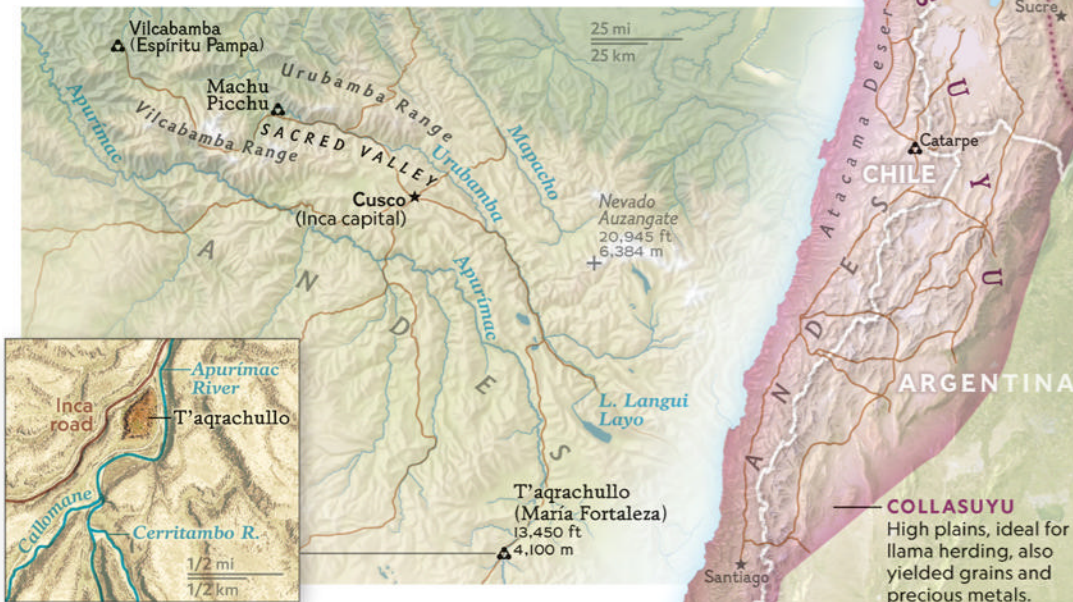 Vilcabamba
(Espíritu Pampa)
25 mi
25 km
Sucre
Urubamba Range
Machu
Picchu
Apurímac
Vilcabamba Range
SACRED VALLEY
Urubamba
Mapacho
Cusco
(Inca capital)
Nevado
Auzangate
20,945 ft
6,384 m
ANDES
Apurímac
L. Langui
Layo
T'aqrachullo
(María Fortaleza)
13,450 ft
4,100 m
Apurímac
River
Inca
road
T'aqrachullo
Callomane
Cerritambo R.
1/2 mi
1/2 km
Atacama
UYU
Catarpe
CHILE
ANDES
ARGENTINA
Santiago
COLLASUYU
High plains, ideal for
llama herding, also
yielded grains and
precious metals.